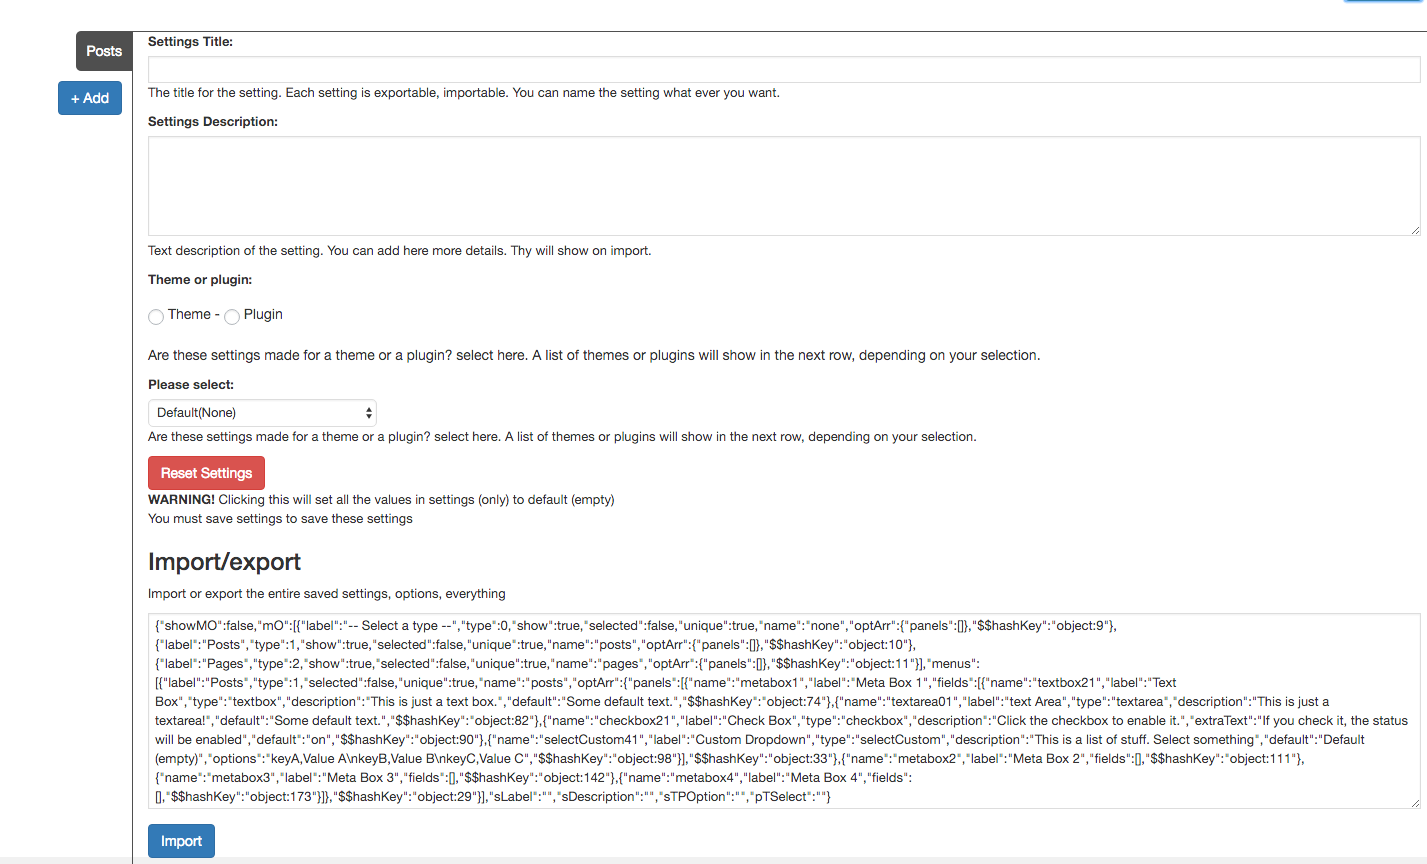 Posts
+ Add
Settings Title:
The title for the setting. Each setting is exportable, importable. You can name the setting what ever you want.
Settings Description:
Text description of the setting. You can add here more details. Thy will show on import.
Theme or plugin:
Theme - Plugin
Are these settings made for a theme or a plugin? select here. A list of themes or plugins will show in the next row, depending on your selection.
Please select:
Default(None)
Are these settings made for a theme or a plugin? select here. A list of themes or plugins will show in the next row, depending on your selection.
Reset Settings
WARNING! Clicking this will set all the values in settings (only) to default (empty)
You must save settings to save these settings
Import/export
Import or export the entire saved settings, options, everything
{"showMO":false,"mO":[{"label":"-- Select a type --","type":0,"show":true,"selected":false,"unique":true,"name":"none","optArr":{"panels":[]},"$$hashKey":"object:9"},
{"label":"Posts","type":1,"show":true,"selected":false,"unique":true,"name":"posts","optArr":{"panels":[]},"$$hashKey":"object:10"},
{"label":"Pages","type":2,"show":true,"selected":false,"unique":true,"name":"pages","optArr":{"panels":[]},"$$hashKey":"object:11"}],"menus":
[{"label":"Posts","type":1,"selected":false,"unique":true,"name":"posts","optArr":{"panels":[{"name":"metabox1","label":"Meta Box 1","fields":[{"name":"textbox21","label":"Text
Box","type":"textbox","description":"This is just a text box.","default":"Some default text.","$$hashKey":"object:74"},{"name":"textarea01","label":"text Area","type":"textarea","description":"This is just a
textarea!","default":"Some default text.","$$hashKey":"object:82"},{"name":"checkbox21","label":"Check Box","type":"checkbox","description":"Click the checkbox to enable it.","extraText":"If you check it, the status
will be enabled","default":"on","$$hashKey":"object:90"},{"name":"selectCustom41","label":"Custom Dropdown","type":"selectCustom","description":"This is a list of stuff. Select something","default":"Default
(empty)","options":"keyA,Value A\nkeyB,Value B\nkeyC,Value C","$$hashKey":"object:98"}],"$$hashKey":"object:33"},{"name":"metabox2","label":"Meta Box 2","fields":[],"$$hashKey":"object:111"},
{"name":"metabox3","label":"Meta Box 3","fields":[],"$$hashKey":"object:142"},{"name":"metabox4","label":"Meta Box 4","fields":
[],"$$hashKey":"object:173"}]},"$$hashKey":"object:29"}],"sLabel":"","sDescription":"","sTPOption":"","pTSelect":""}
Import